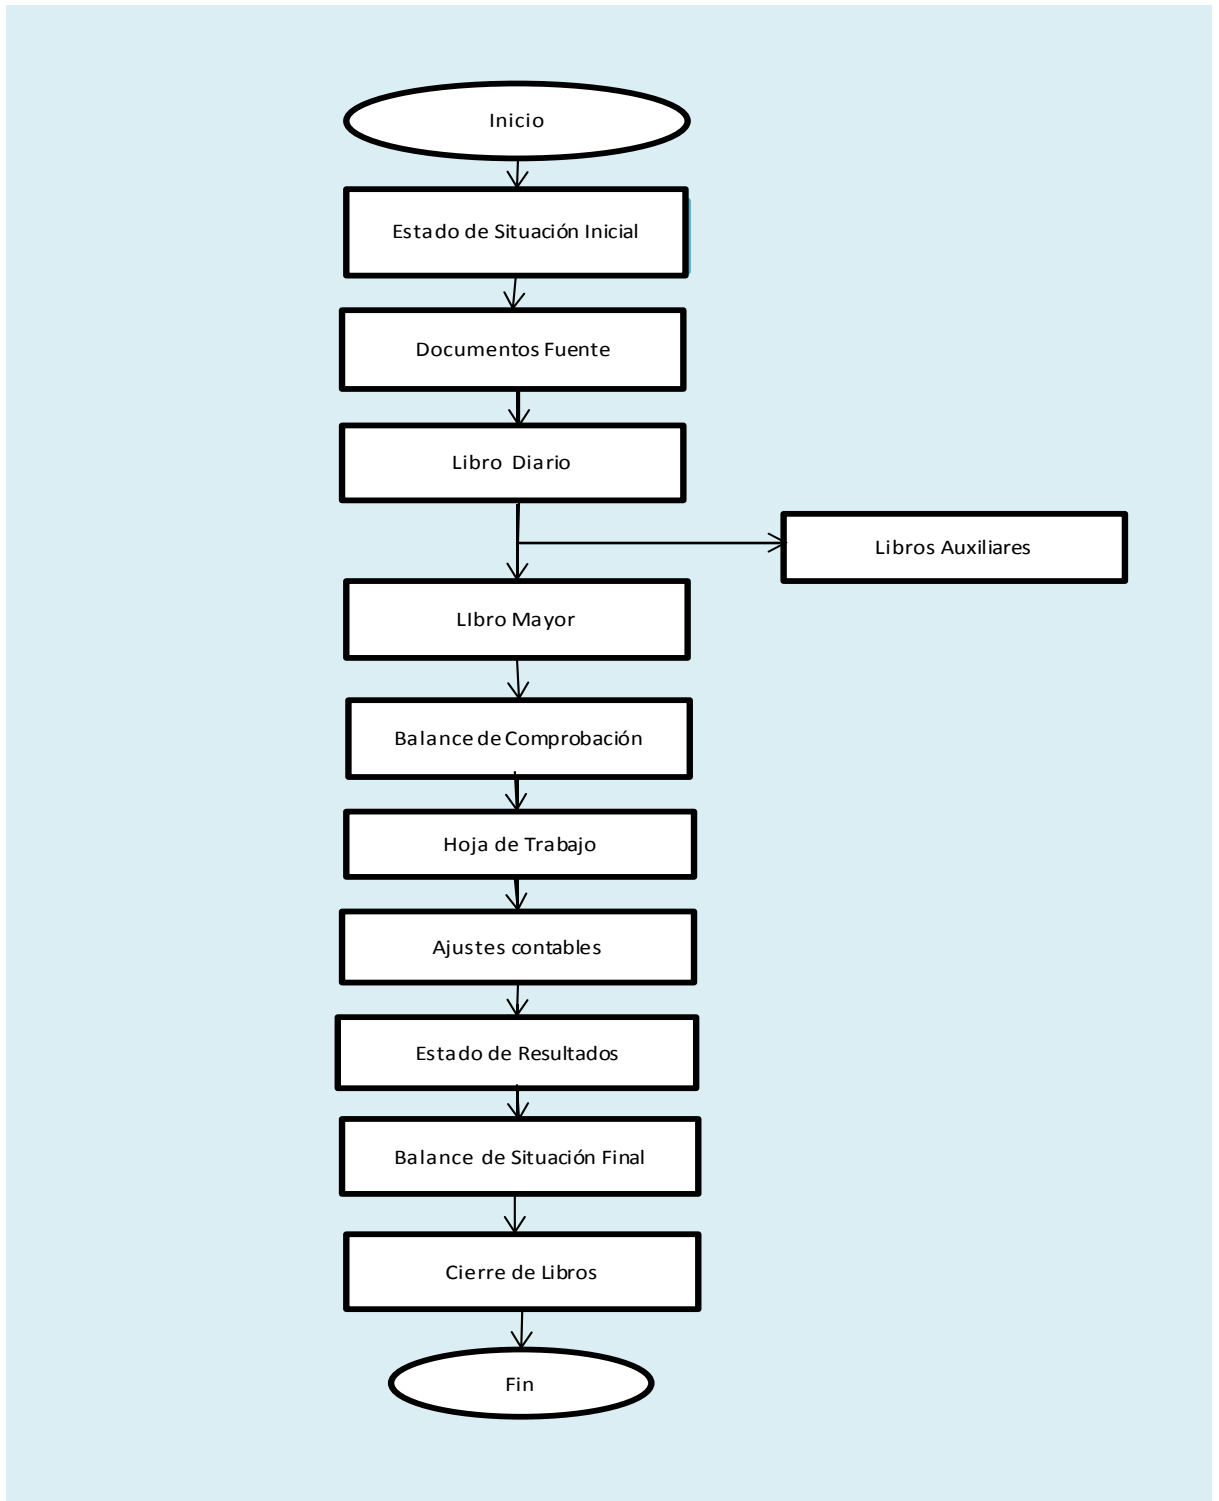 Inicio
Estado de Situación Inicial
Documentos Fuente
Libro Diario
Libros Auxiliares
LIbro Mayor
Balance de Comprobación
Hoja de Trabajo
Ajustes contables
Estado de Resultados
Balance de Situación Final
Cierre de Libros
Fin